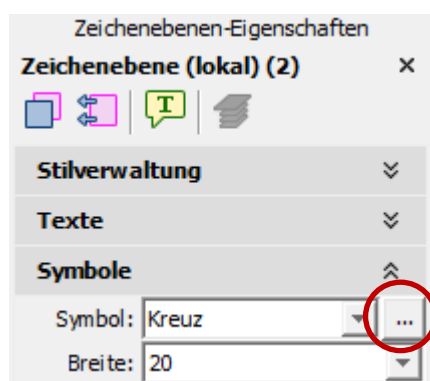 Zeichenebenen-Eigenschaften
Zeichenebene (lokal) (2)
T
Stilverwaltung
Texte
Symbole
Symbol: Kreuz ...
Breite: 20